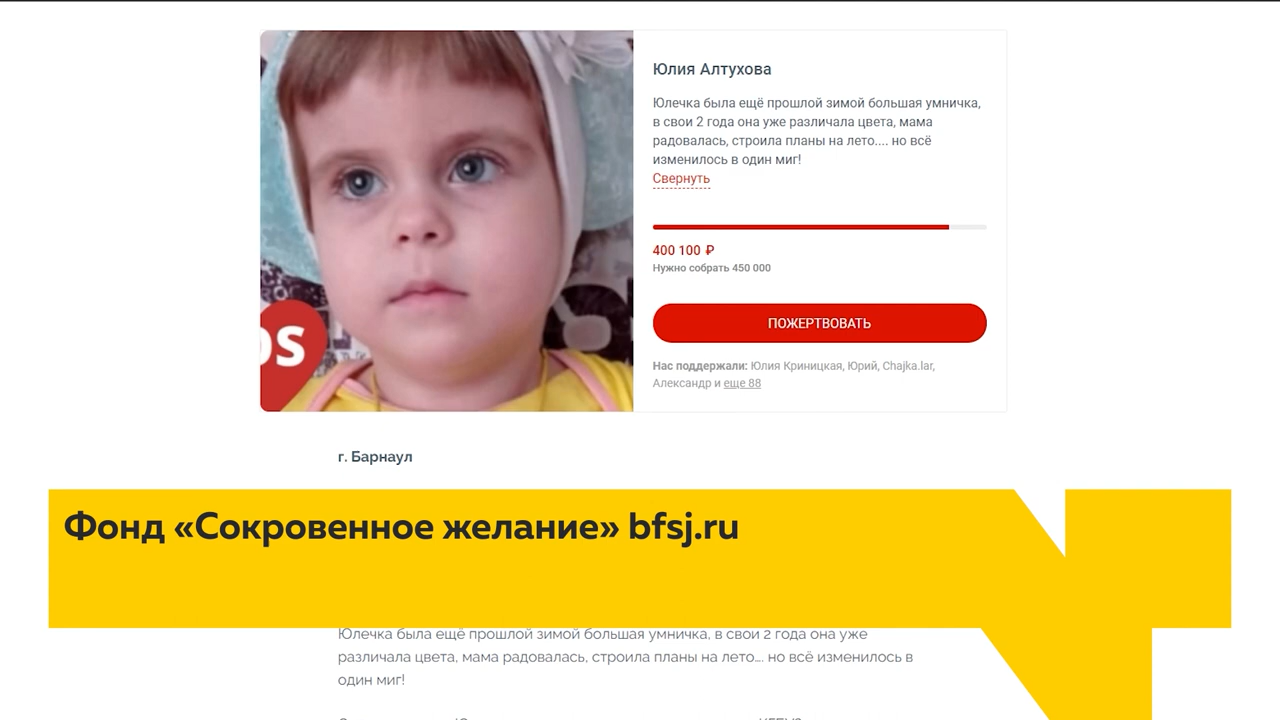 Юлия Алтухова
Юлечка была ещё прошлой зимой большая умничка,
в свои 2 года она уже различала цвета, мама
радовалась, строила планы на лето.... но всё
изменилось в один миг!
Свернуть
400 100 ₽
Нужно собрать 450 000
ПОЖЕРТВОВАТЬ
Нас поддержали: Юлия Криницкая, Юрий, Chajka.lar,
Александр и еще 88
г. Барнаул
Фонд «Сокровенное желание» bfsj.ru
Юлечка была ещё прошлой зимой большая умничка, в свои 2 года она уже
различала цвета, мама радовалась, строила планы на лето…. но всё изменилось в
один миг!